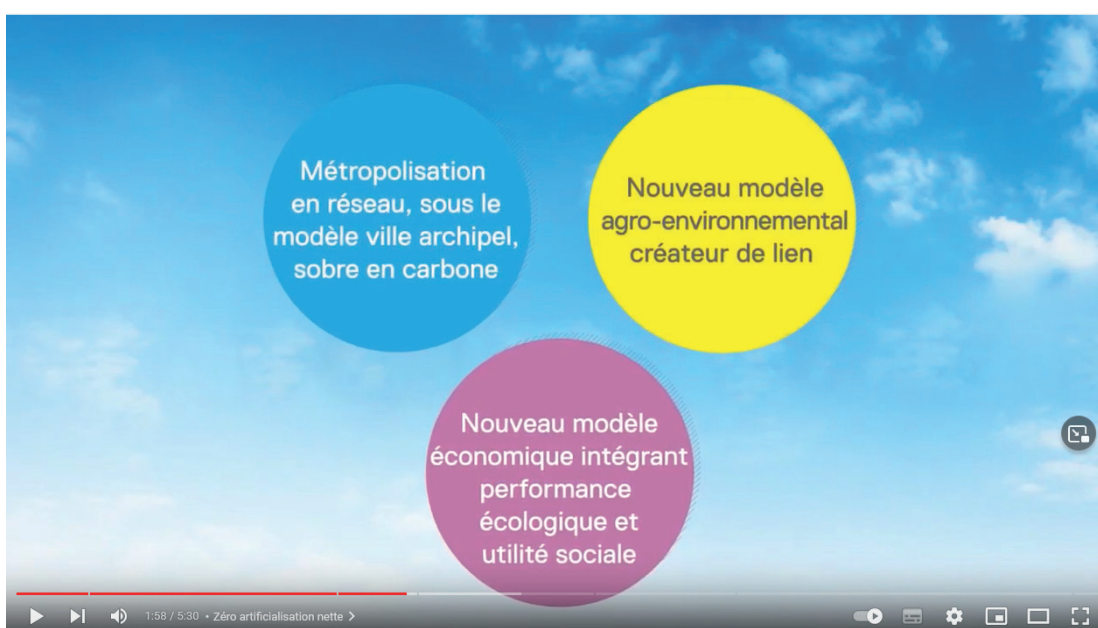 Métropolisation
en réseau, sous le
modèle ville archipel,
sobre en carbone
Nouveau modèle
agro-environnemental
créateur de lien
Nouveau modèle
économique intégrant
performance
écologique et
utilité sociale
1:58 / 5:30 • Zéro artificialisation nette >